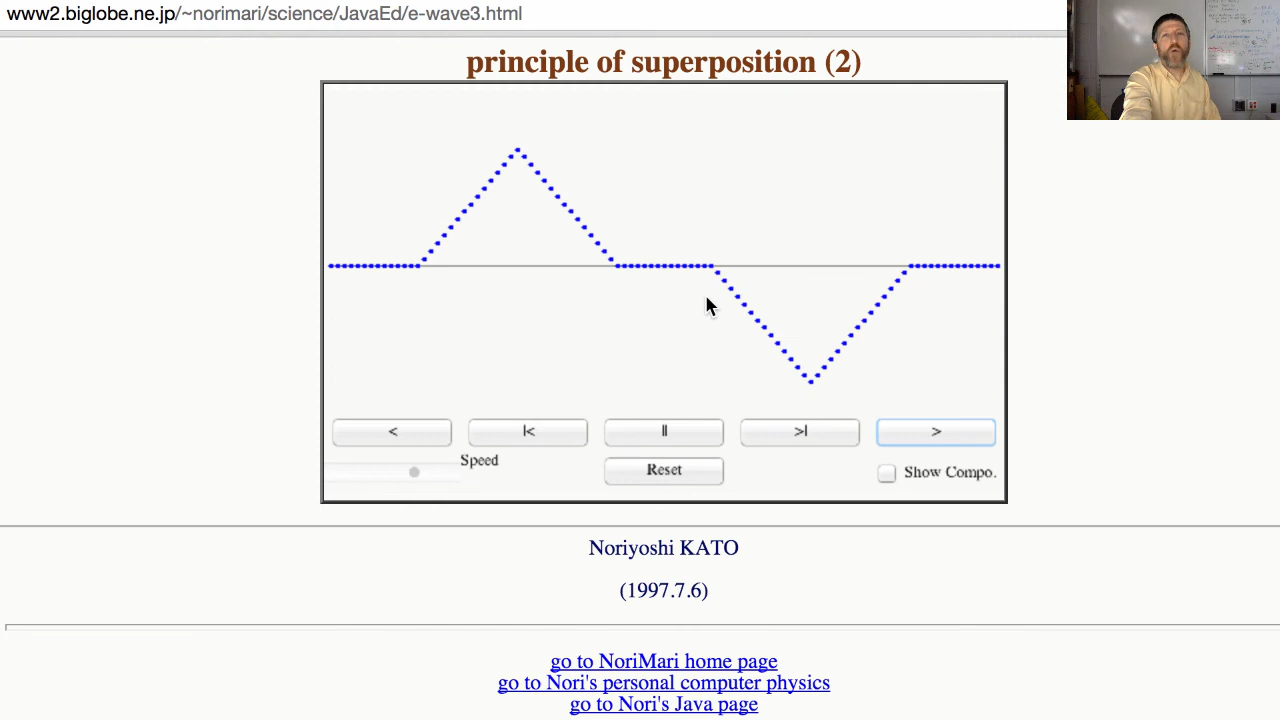 www2.biglobe.ne.jp/~norimari/science/JavaEd/e-wave3.html
principle of superposition (2)
< |< || >| >
Speed
Reset
Show Compo.
Noriyoshi KATO
(1997.7.6)
go to NoriMari home page
go to Nori's personal computer physics
go to Nori's Java page